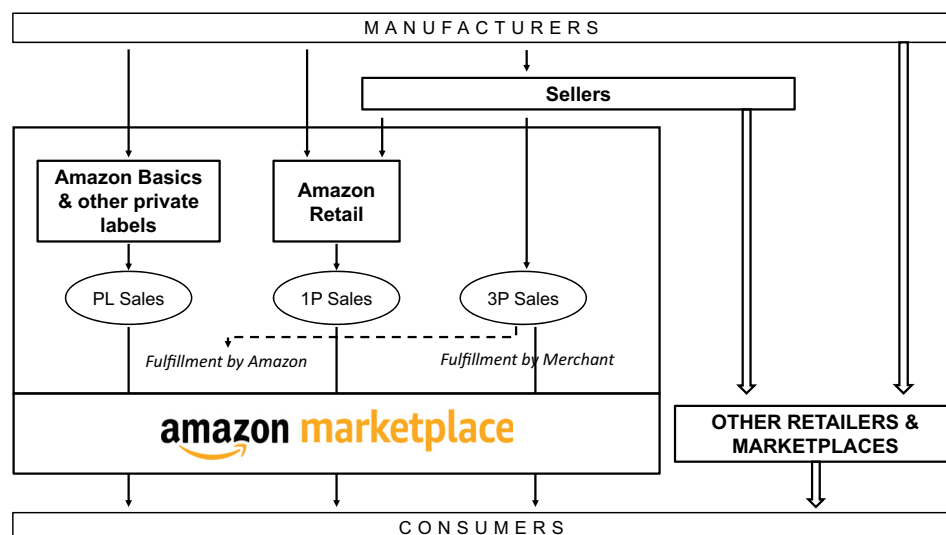 MANUFACTURERS
Sellers
Amazon Basics
& other private
labels
Amazon
Retail
PL Sales
1P Sales
3P Sales
Fulfillment by Amazon
Fulfillment by Merchant
amazon marketplace
OTHER RETAILERS &
MARKETPLACES
CONSUMERS